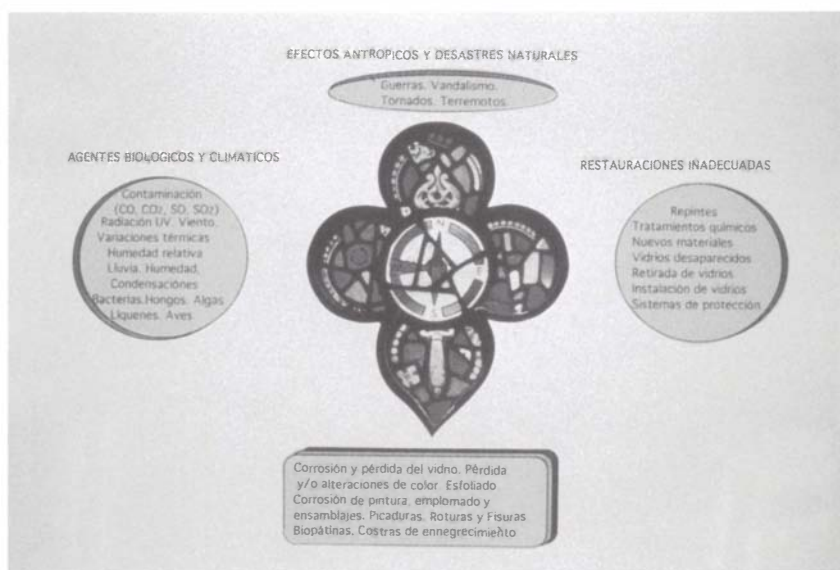 EFECTOS ANTROPICOS Y DESASTRES NATURALES
Guerras. Vandalismo.
Tornados. Terremotos.
AGENTES BIOLOGICOS Y CLIMATICOS
Contaminación
(CO, CO2, SO, SO2)
Radiación UV. Viento.
Variaciones térmicas
Humedad relativa
Lluvia. Humedad.
Condensaciones
Bacterias. Hongos. Algas.
Líquenes. Aves.
RESTAURACIONES INADECUADAS
Repintes
Tratamientos químicos
Nuevos materiales
Vidrios desaparecidos
Retirada de vidrios
Instalación de vidrios
Sistemas de protección
N
S
Corrosión y pérdida del vidrio. Pérdida
y/o alteraciones de color. Esfoliado.
Corrosión de pintura, emplomado y
ensamblajes. Picaduras. Roturas y Fisuras
Biopátinas. Costras de ennegrecimiento